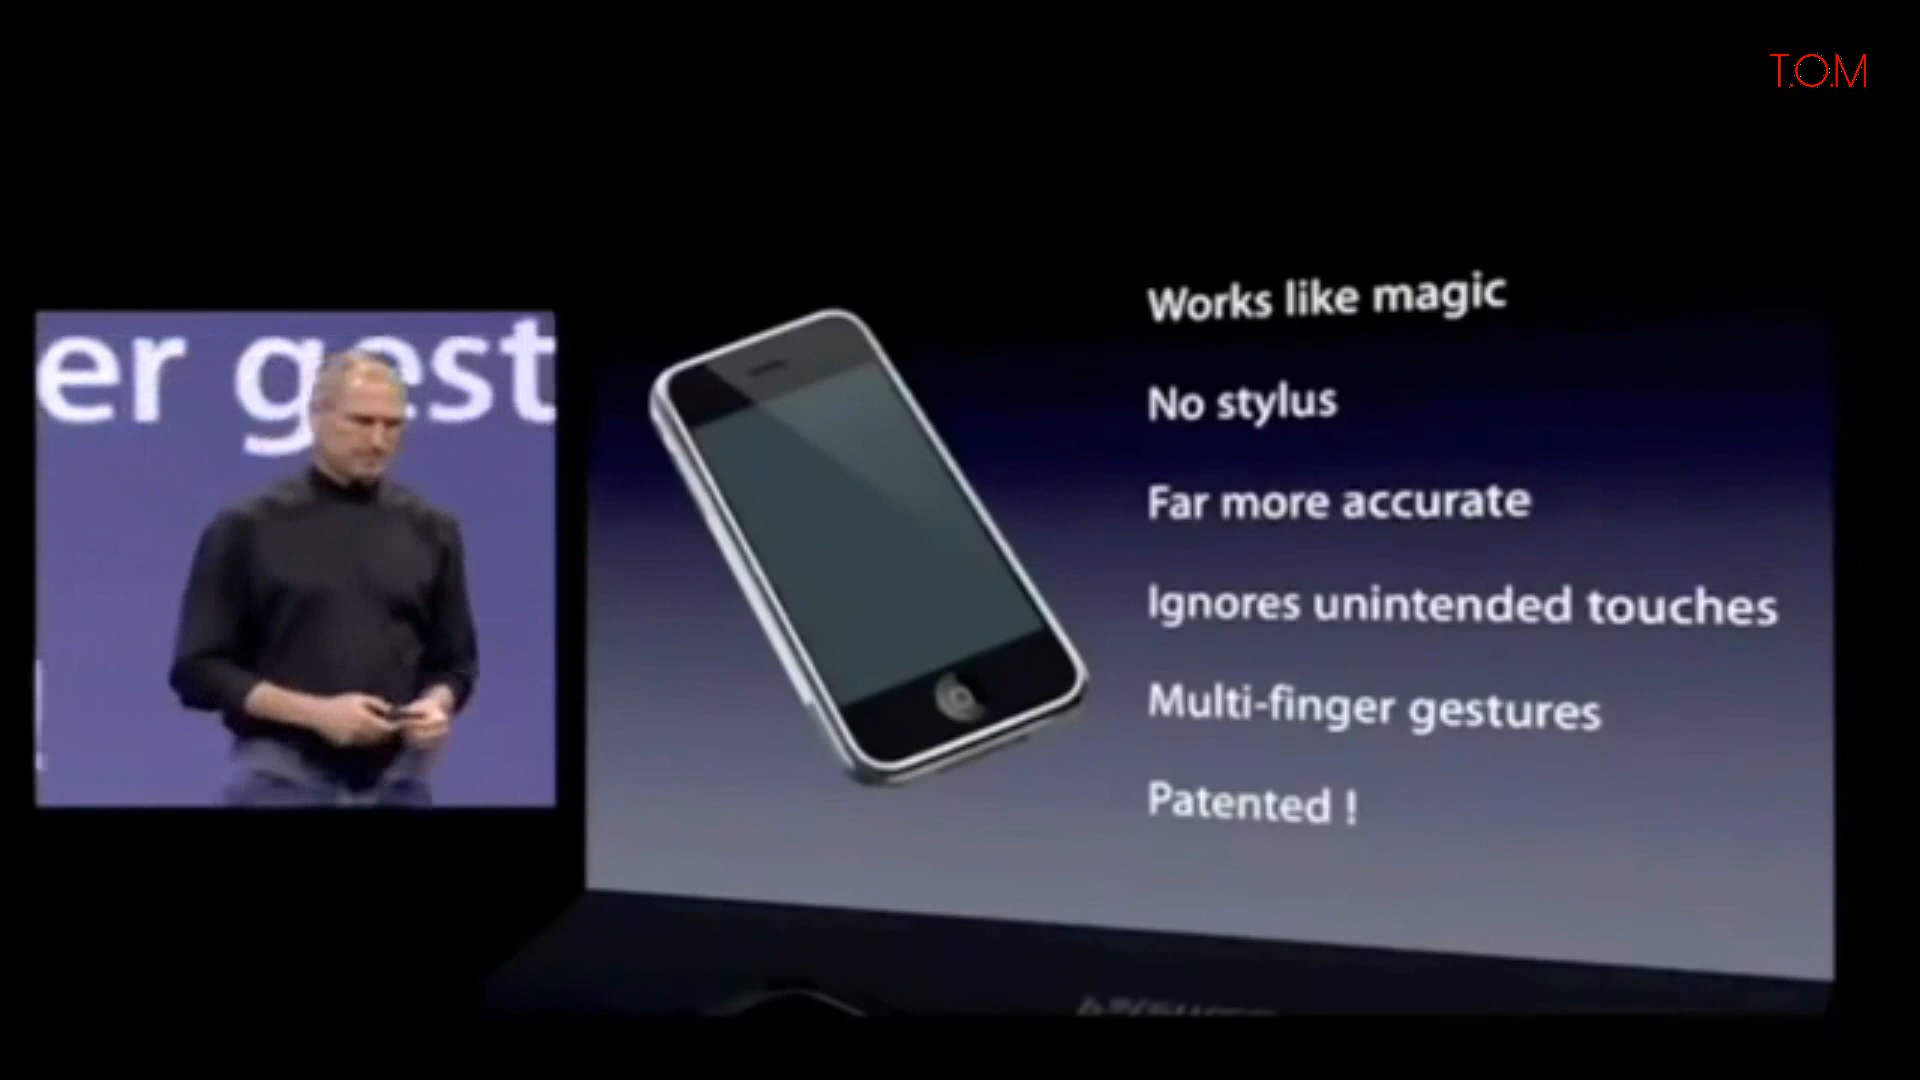 T.O.M
er gest
Works like magic
No stylus
Far more accurate
Ignores unintended touches
Multi-finger gestures
Patented !